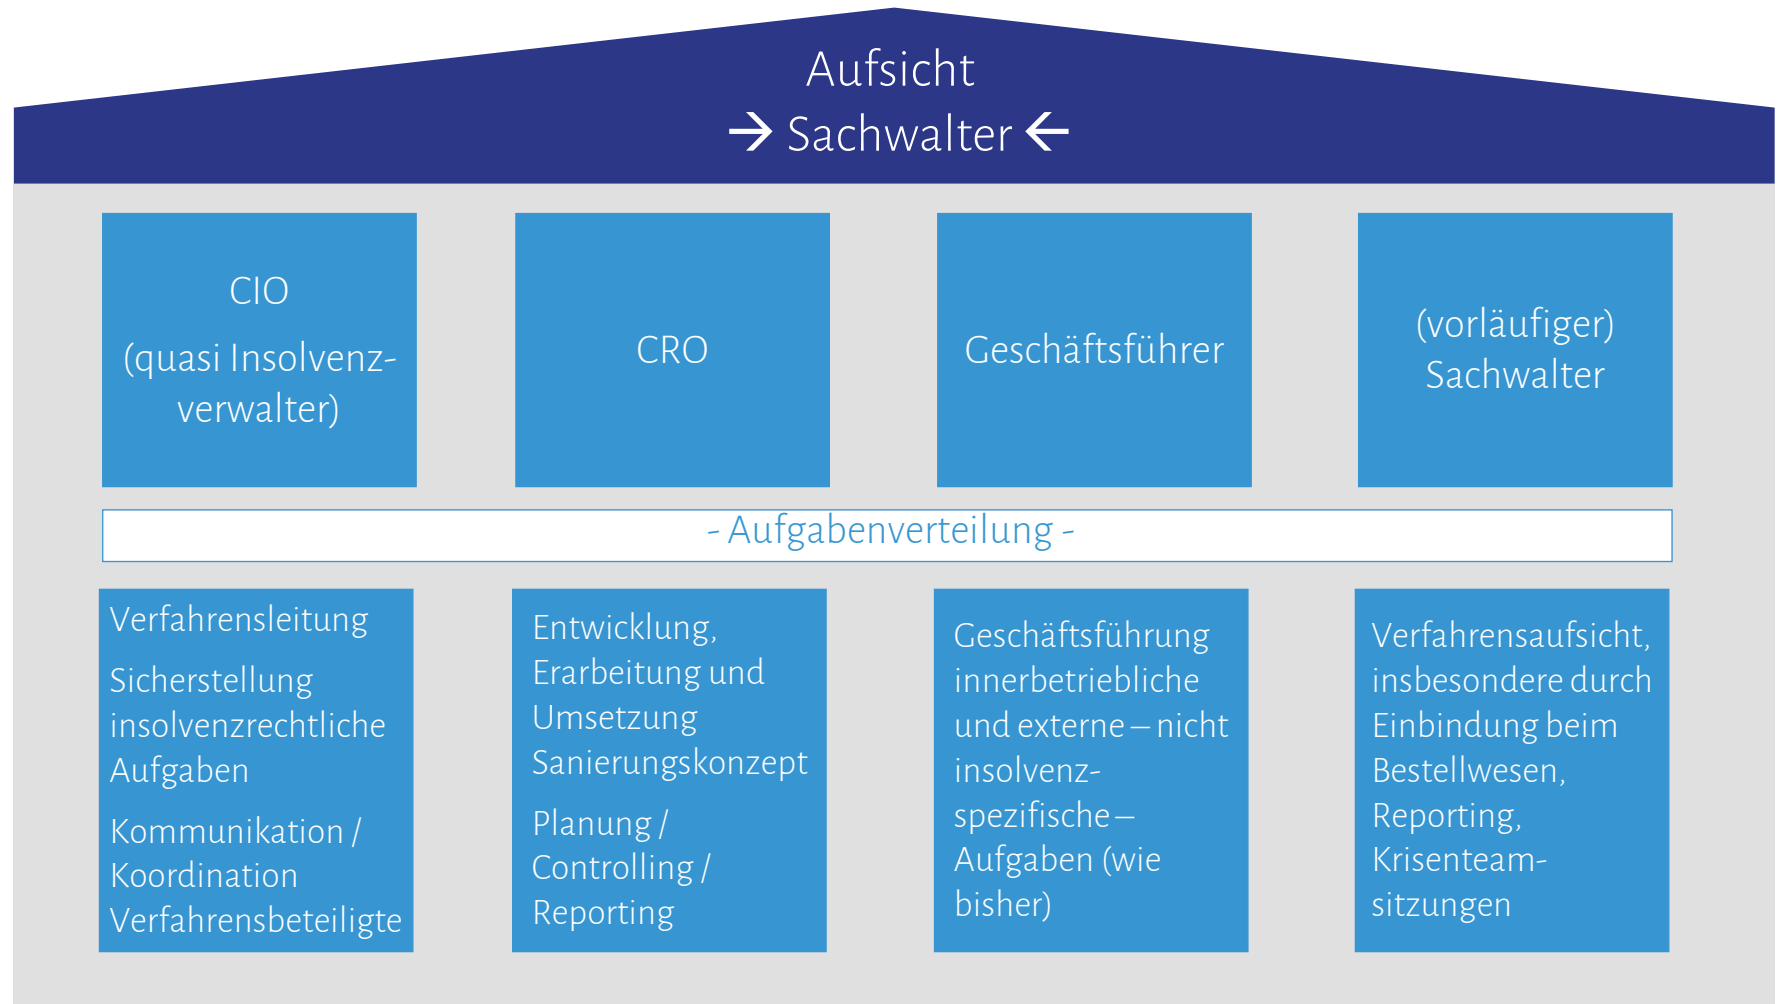 Aufsicht
→ Sachwalter ←
CIO
(quasi Insolvenz-
verwalter)
CRO
Geschäftsführer
(vorläufiger)
Sachwalter
- Aufgabenverteilung -
Verfahrensleitung
Sicherstellung
insolvenzrechtliche
Aufgaben
Kommunikation /
Koordination
Verfahrensbeteiligte
Entwicklung,
Erarbeitung und
Umsetzung
Sanierungskonzept
Planung /
Controlling /
Reporting
Geschäftsführung
innerbetriebliche
und externe – nicht
insolvenz-
spezifische –
Aufgaben (wie
bisher)
Verfahrensaufsicht,
insbesondere durch
Einbindung beim
Bestellwesen,
Reporting,
Krisenteam-
sitzungen